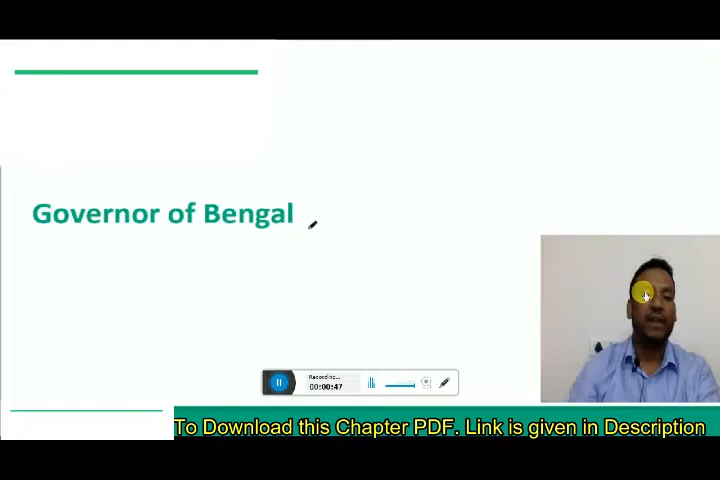 Governor of Bengal
Recording...
00:00:47
To Download this Chapter PDF. Link is given in Description